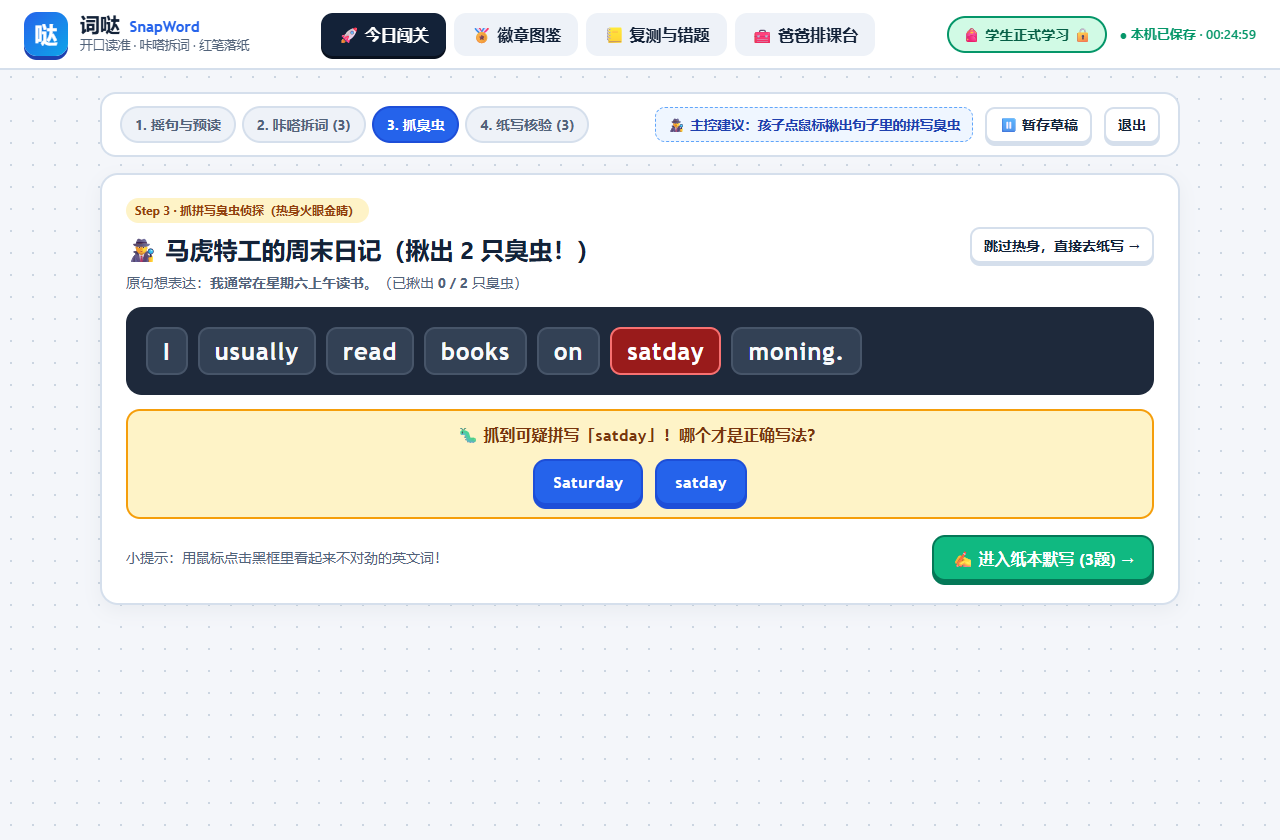 哒 词哒 SnapWord
开口读准 · 咔嗒拆词 · 红笔落纸
🚀 今日闯关
🏅 徽章图鉴
📒 复测与错题
🧰 爸爸排课台
🎒 学生正式学习 🔒
● 本机已保存 · 00:24:59
1. 摇句与预读
2. 咔嗒拆词 (3)
3. 抓臭虫
4. 纸写核验 (3)
🕵️ 主控建议：孩子点鼠标揪出句子里的拼写臭虫
⏸ 暂存草稿
退出
Step 3 · 抓拼写臭虫侦探（热身火眼金睛）
🕵️ 马虎特工的周末日记（揪出 2 只臭虫！）
跳过热身，直接去纸写 →
原句想表达：我通常在星期六上午读书。（已揪出 0 / 2 只臭虫）
I usually read books on satday moning.
🐛 抓到可疑拼写「satday」！哪个才是正确写法？
Saturday
satday
小提示：用鼠标点击黑框里看起来不对劲的英文词！
✍️ 进入纸本默写 (3题) →